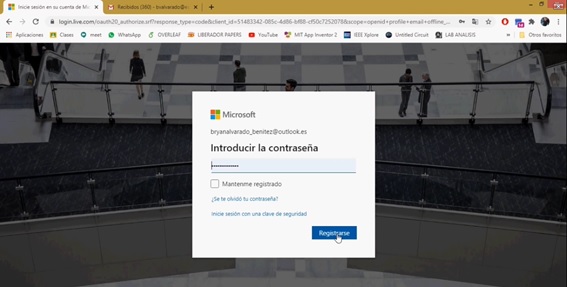 Inicie sesión en su cuenta de Mi
Recibidos (380) - bralvarado@
login.live.com/oauth20_authorize.srf?response_type=code&client_id=51483342-085c-4d86-bf88-cf50c7252078&scope=openid+profile+email+offline_
Aplicaciones
Clases
meet
WhatsApp
OVERLEAF
LIBERADOR PAPERS
YouTube
MIT App Inventor 2
IEEE Xplore
Untitled Circuit
LAB ANALISIS
Otros favoritos
Microsoft
bryanalvarado_benitez@outlook.es
Introducir la contraseña
Mantenme registrado
¿Se te olvidó tu contraseña?
Inicie sesión con una clave de seguridad
Registrarse